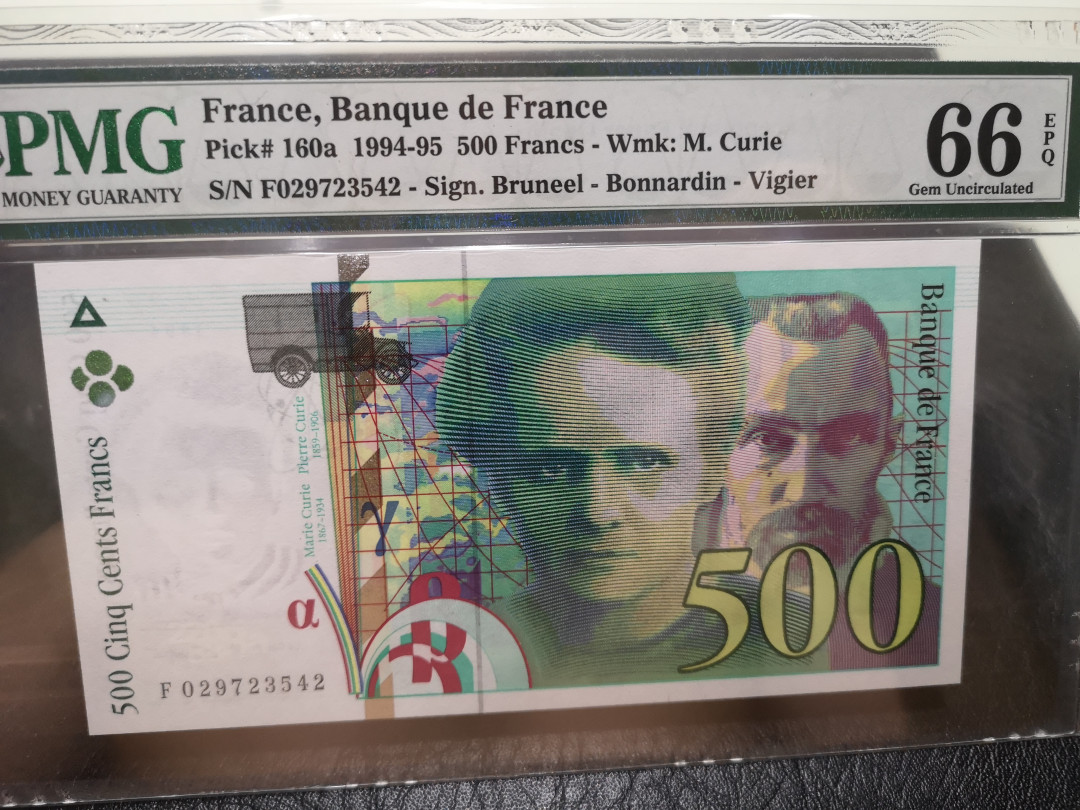 PMG
MONEY GUARANTY
France, Banque de France
Pick# 160a 1994-95 500 Francs - Wmk: M. Curie
S/N F029723542 - Sign. Bruneel - Bonnardin - Vigier
66
EPQ
Gem Uncirculated
500 Cinq Cents Francs
Marie Curie Pierre Curie
1867-1934 1859-1906
γ
α
Banque de France
500
F 029723542